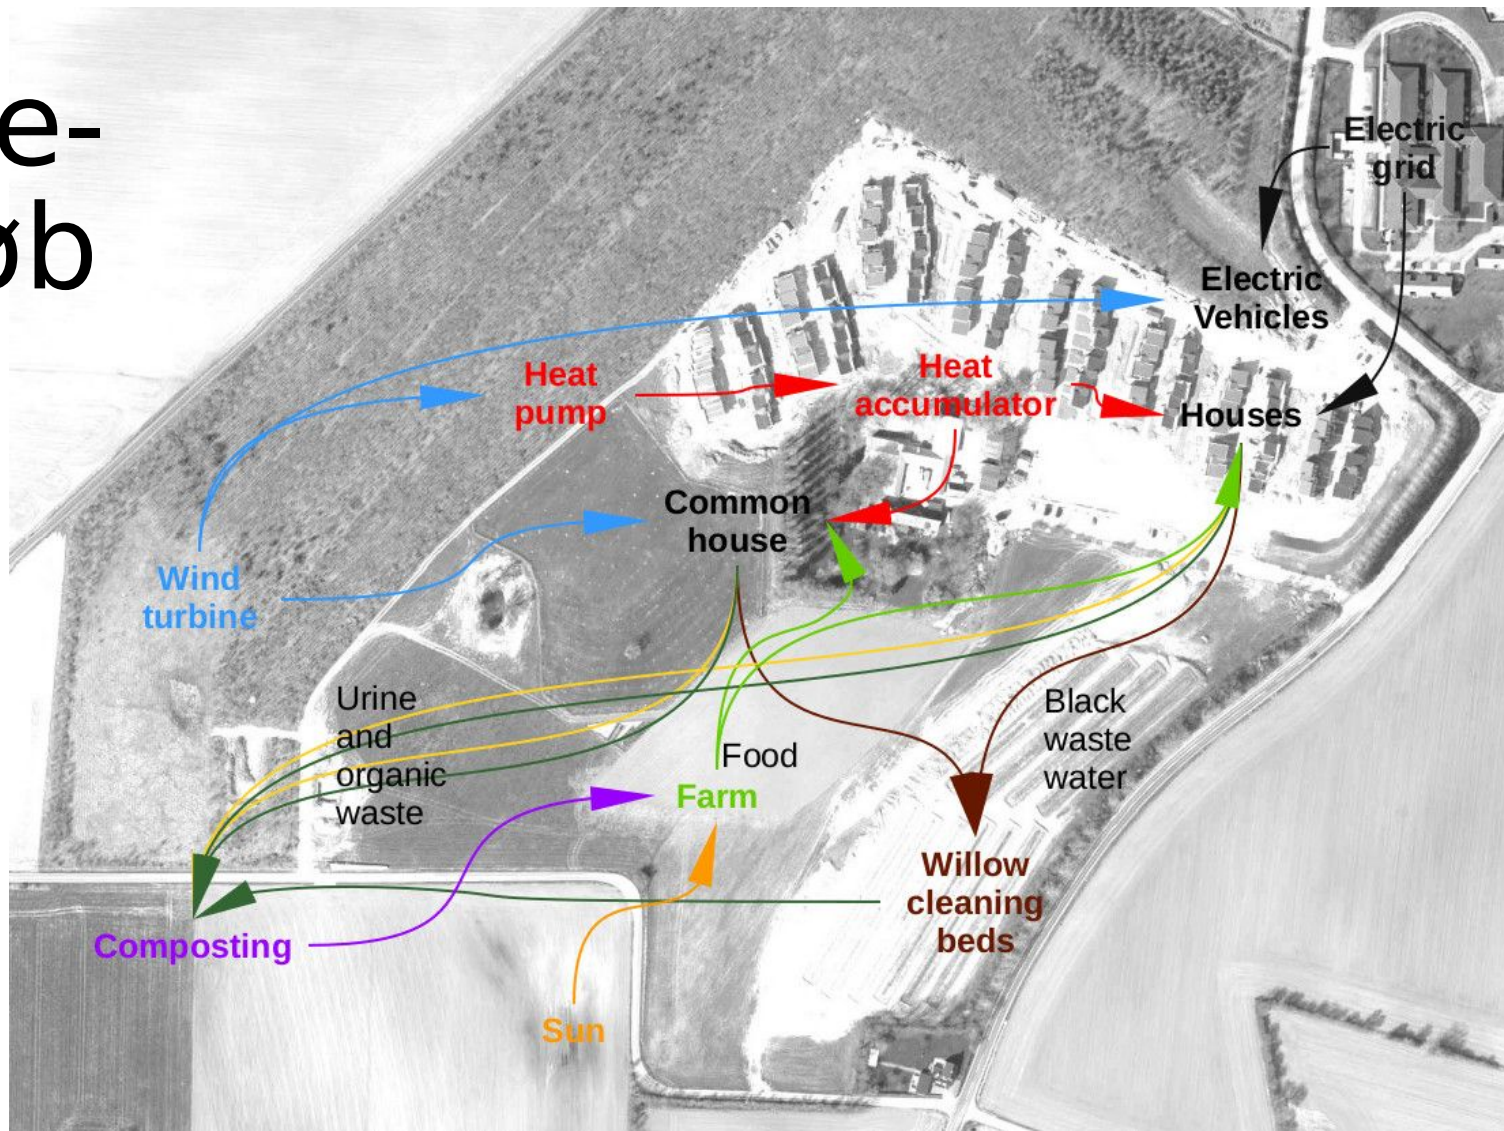 e-
øb
Electric
grid
Electric
Vehicles
Heat
pump
Heat
accumulator
Houses
Common
house
Wind
turbine
Urine
and
organic
waste
Black
waste
water
Food
Farm
Willow
cleaning
beds
Composting
Sun